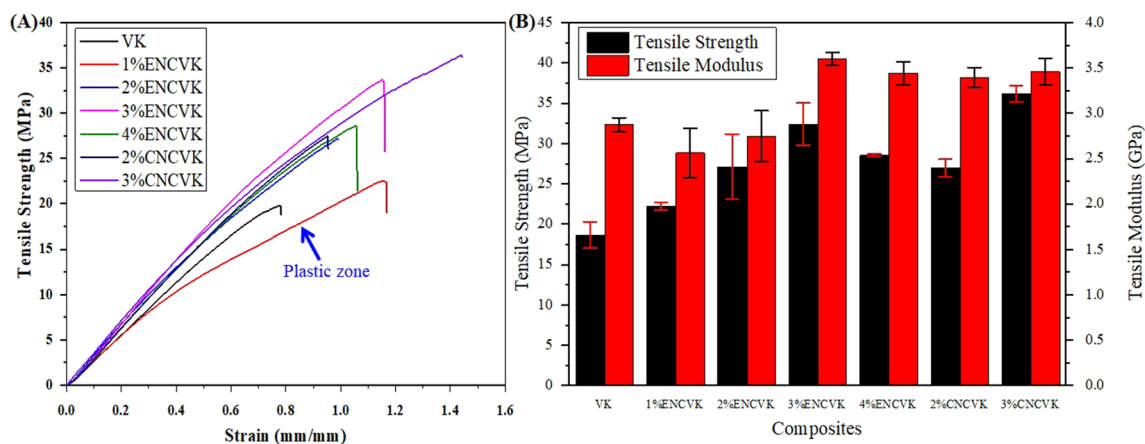 (A)
Tensile Strength (MPa)
40
35
30
25
20
15
10
5
0
VK
1%ENCVK
2%ENCVK
3%ENCVK
4%ENCVK
2%CNCVK
3%CNCVK
Plastic zone
0.0 0.2 0.4 0.6 0.8 1.0 1.2 1.4 1.6
Strain (mm/mm)
(B)
Tensile Strength (MPa)
45
40
35
30
25
20
15
10
5
0
Tensile Strength
Tensile Modulus
4.0
3.5
3.0
2.5
2.0
1.5
1.0
0.5
0.0
Tensile Modulus (GPa)
VK 1%ENCVK 2%ENCVK 3%ENCVK 4%ENCVK 2%CNCVK 3%CNCVK
Composites